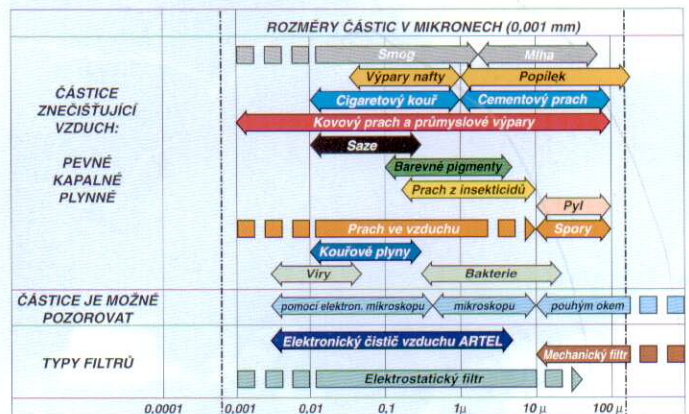 ROZMĚRY ČÁSTIC V MIKRONECH (0,001 mm)
ČÁSTICE
ZNEČIŠŤUJÍCÍ
VZDUCH:
PEVNÉ
KAPALNÉ
PLYNNÉ
Smog
Mlha
Výpary nafty
Popílek
Cigaretový kouř
Cementový prach
Kovový prach a průmyslové výpary
Saze
Barevné pigmenty
Prach z insekticidů
Pyl
Prach ve vzduchu
Spory
Kouřové plyny
Viry
Bakterie
ČÁSTICE JE MOŽNÉ
POZOROVAT
pomocí elektron. mikroskopu
mikroskopu
pouhým okem
TYPY FILTRŮ
Elektronický čistič vzduchu ARTEL
Mechanický filtr
Elektrostatický filtr
0.0001
0,001
0,01
0,1
1µ
10 µ
100 µ